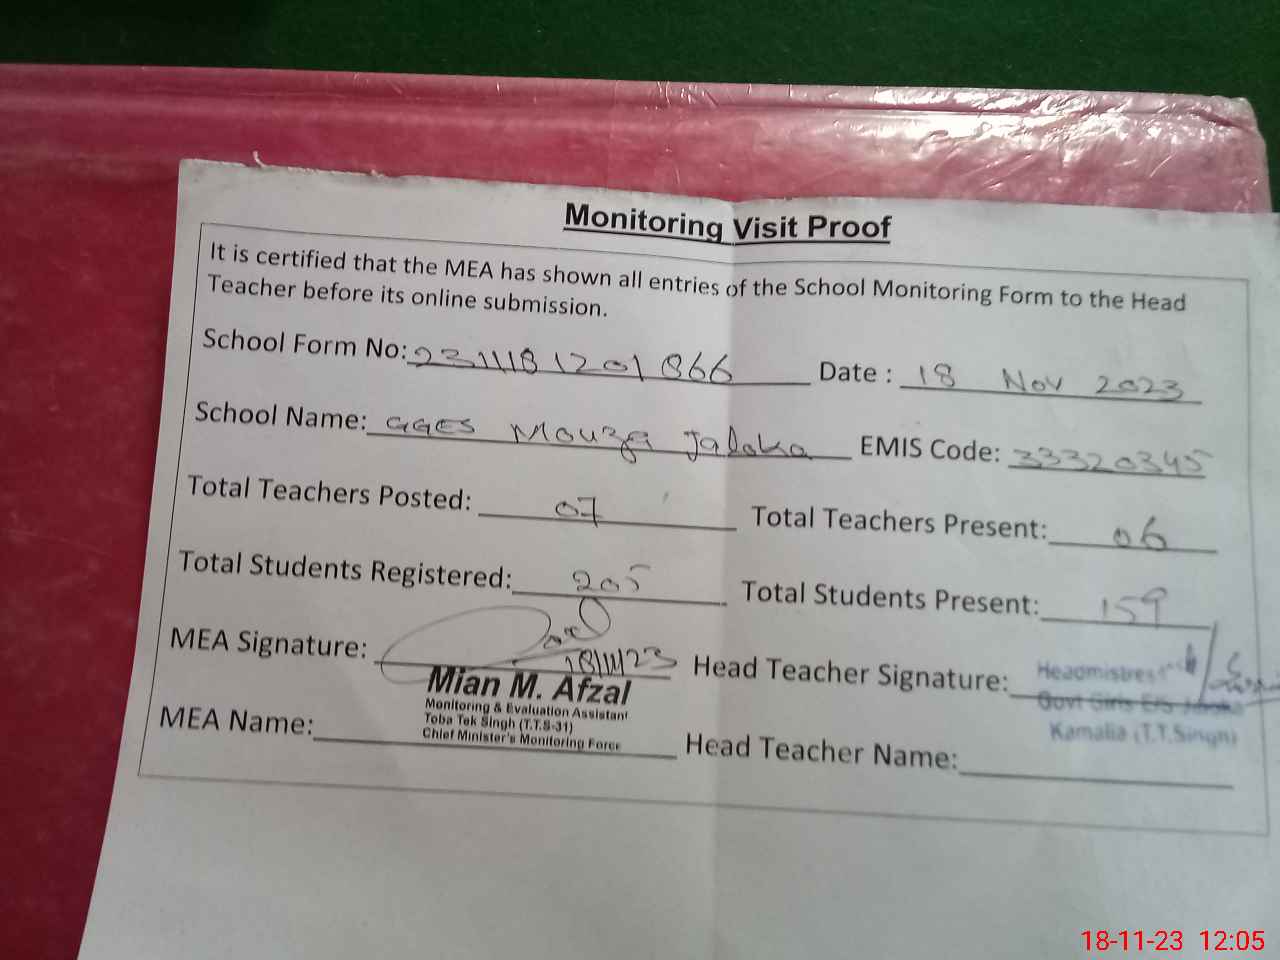 Monitoring Visit Proof
It is certified that the MEA has shown all entries of the School Monitoring Form to the Head
Teacher before its online submission.
School Form No: 231118 1201 866 Date : 18 Nov 2023
School Name: GGES Mouza Jaloka EMIS Code: 33320345
Total Teachers Posted: 07 Total Teachers Present: 06
Total Students Registered: 205 Total Students Present: 159
MEA Signature: 18/11/23 Head Teacher Signature:
Headmistress
Govt Girls E/S Jaloka
Kamalia (T.T.Singh)
Mian M. Afzal
Monitoring & Evaluation Assistant
Toba Tek Singh (T.T.S-31)
Chief Minister's Monitoring Force
MEA Name: Head Teacher Name:
18-11-23 12:05